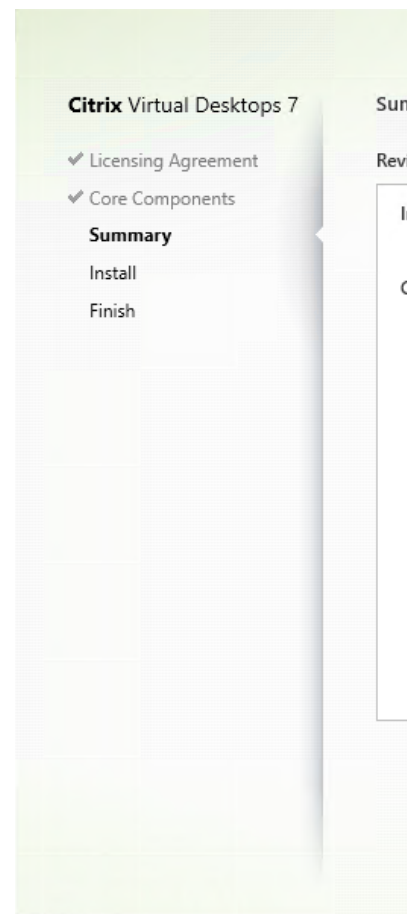 Citrix Virtual Desktops 7
Licensing Agreement
Core Components
Summary
Install
Finish